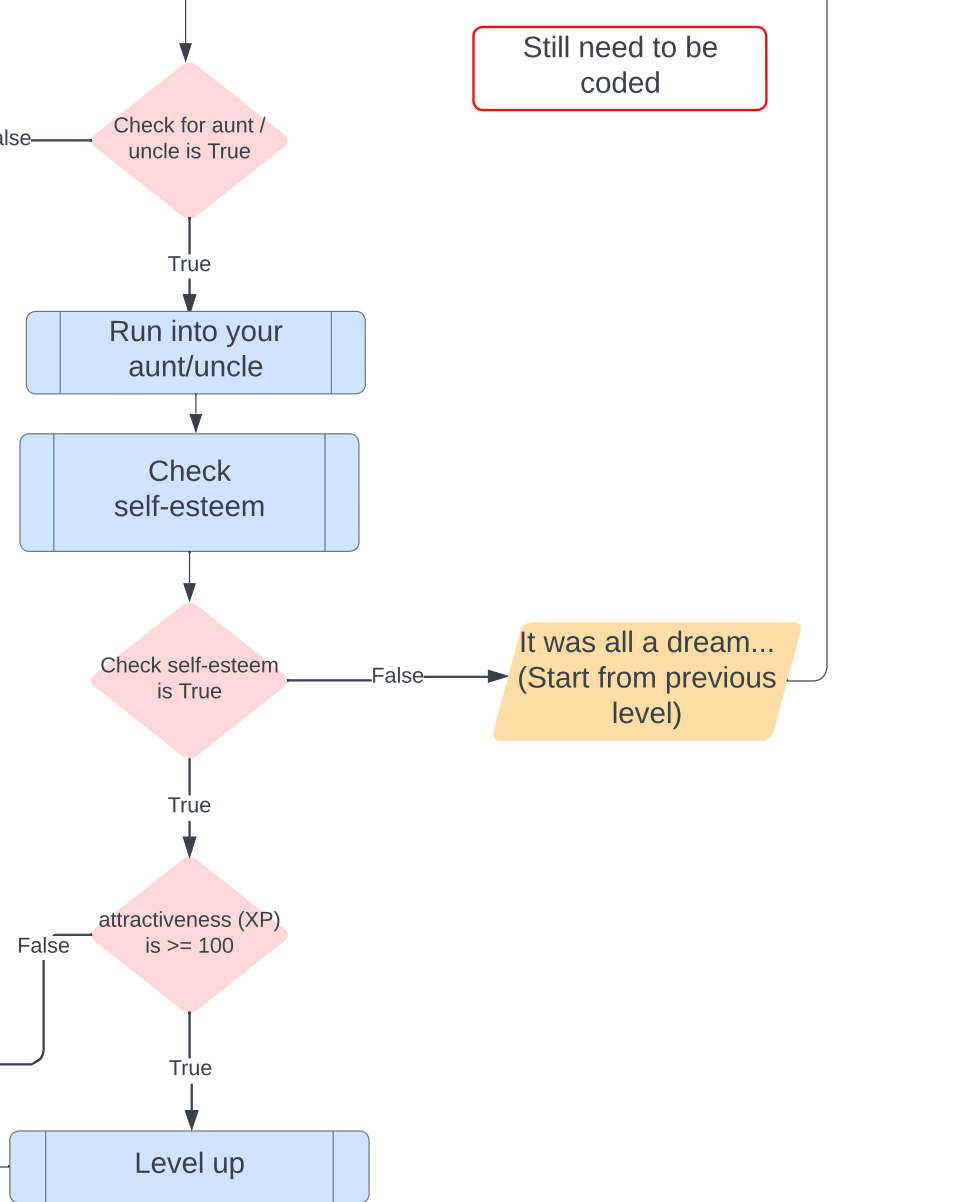 Still need to be
coded
Check for aunt /
uncle is True
alse
True
Run into your
aunt/uncle
Check
self-esteem
Check self-esteem
is True
False
It was all a dream...
(Start from previous
level)
True
attractiveness (XP)
is >= 100
False
True
Level up